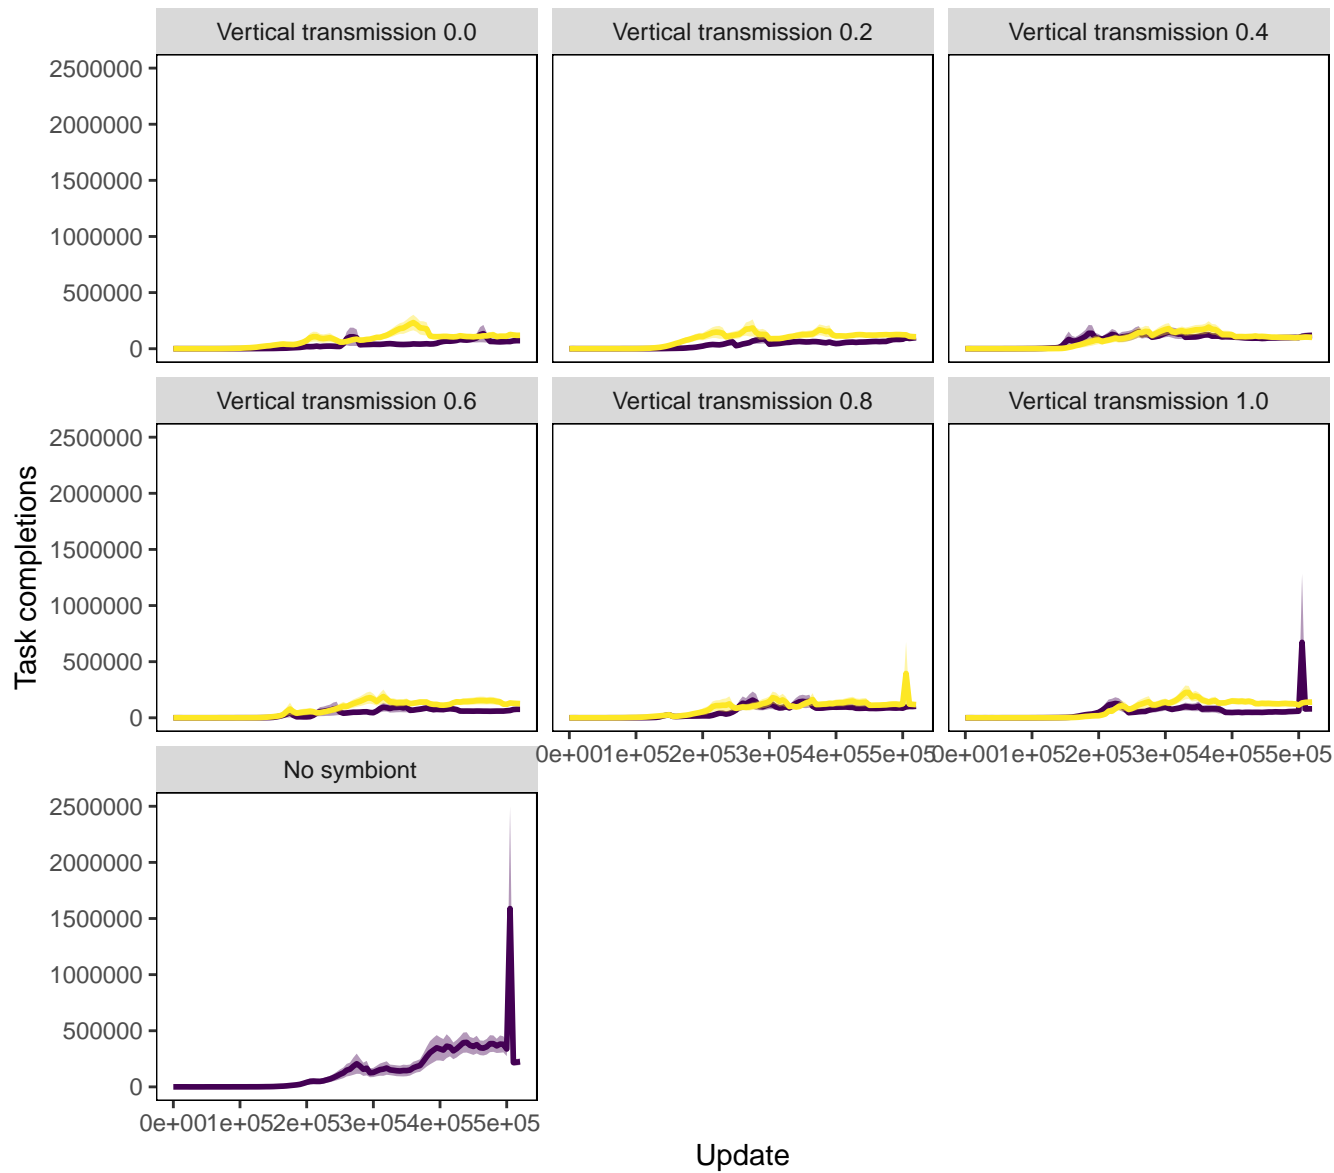 Vertical transmission 0.0
Vertical transmission 0.2
Vertical transmission 0.4
2500000
2000000
1500000
1000000
500000
0
Vertical transmission 0.6
Vertical transmission 0.8
Vertical transmission 1.0
2500000
2000000
1500000
1000000
500000
0
Task completions
0e+001e+052e+053e+054e+055e+05
0e+001e+052e+053e+054e+055e+05
No symbiont
2500000
2000000
1500000
1000000
500000
0
0e+001e+052e+053e+054e+055e+05
Update